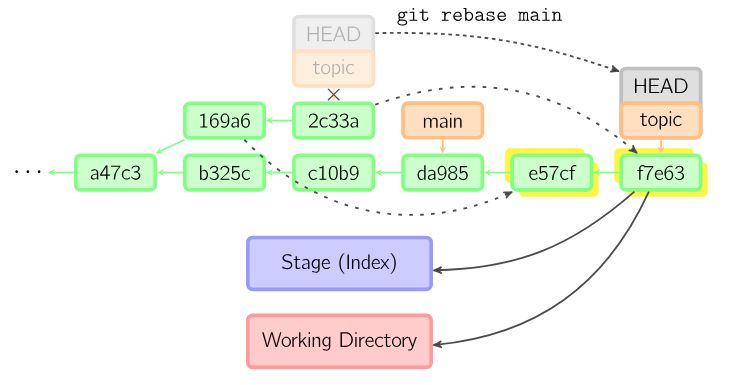 git rebase main
HEAD
topic
HEAD
topic
169a6
2c33a
main
...
a47c3
b325c
c10b9
da985
e57cf
f7e63
Stage (Index)
Working Directory